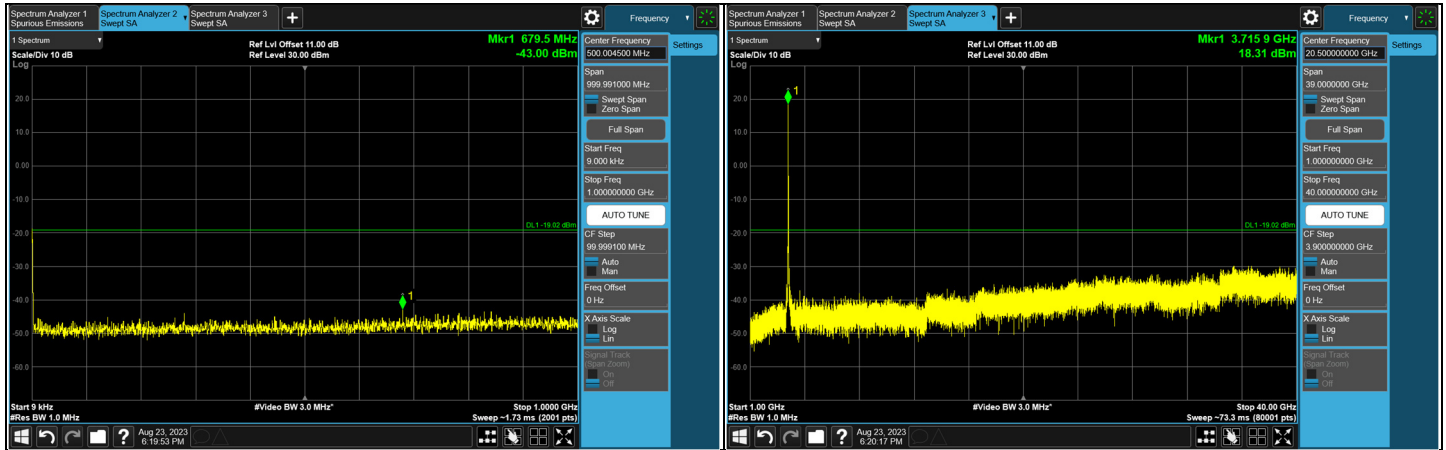 Spectrum Analyzer 1
Spurious Emissions
Spectrum Analyzer 2
Swept SA
Spectrum Analyzer 3
Swept SA
Frequency
1 Spectrum
Scale/Div 10 dB
Log
Ref Lvl Offset 11.00 dB
Ref Level 30.00 dBm
Mkr1 679.5 MHz
-43.00 dBm
20.0
10.0
0.00
-10.0
-20.0
-30.0
-40.0
-50.0
-60.0
1
DL1 -19.02 dBm
Start 9 kHz
#Res BW 1.0 MHz
#Video BW 3.0 MHz*
Stop 1.0000 GHz
Sweep ~1.73 ms (2001 pts)
Center Frequency
500.004500 MHz
Settings
Span
999.991000 MHz
Swept Span
Zero Span
Full Span
Start Freq
9.000 kHz
Stop Freq
1.000000000 GHz
AUTO TUNE
CF Step
99.999100 MHz
Auto
Man
Freq Offset
0 Hz
X Axis Scale
Log
Lin
Signal Track
(Span Zoom)
On
Off
?
Aug 23, 2023
6:19:53 PM
Spectrum Analyzer 1
Spurious Emissions
Spectrum Analyzer 2
Swept SA
Spectrum Analyzer 3
Swept SA
Frequency
1 Spectrum
Scale/Div 10 dB
Log
Ref Lvl Offset 11.00 dB
Ref Level 30.00 dBm
Mkr1 3.715 9 GHz
18.31 dBm
20.0
10.0
0.00
-10.0
-20.0
-30.0
-40.0
-50.0
-60.0
1
DL1 -19.02 dBm
Start 1.00 GHz
#Res BW 1.0 MHz
#Video BW 3.0 MHz*
Stop 40.00 GHz
Sweep ~73.3 ms (80001 pts)
Center Frequency
20.500000000 GHz
Settings
Span
39.0000000 GHz
Swept Span
Zero Span
Full Span
Start Freq
1.000000000 GHz
Stop Freq
40.000000000 GHz
AUTO TUNE
CF Step
3.900000000 GHz
Auto
Man
Freq Offset
0 Hz
X Axis Scale
Log
Lin
Signal Track
(Span Zoom)
On
Off
?
Aug 23, 2023
6:20:17 PM